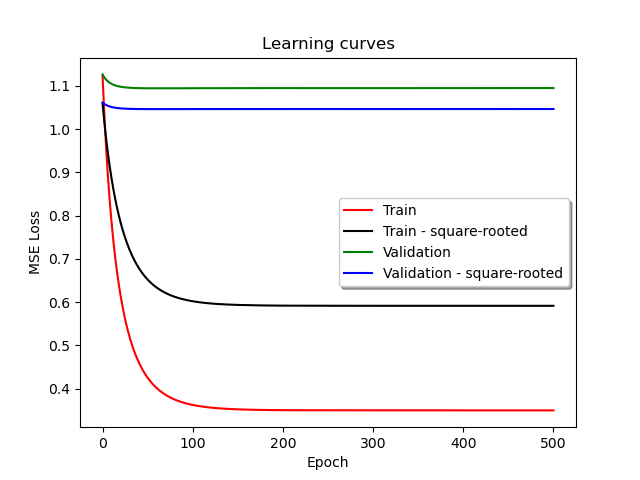 Learning curves
MSE Loss
1.1
1.0
0.9
0.8
0.7
0.6
0.5
0.4
Train
Train - square-rooted
Validation
Validation - square-rooted
0
100
200
300
400
500
Epoch